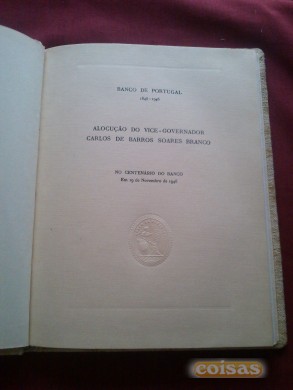 BANCO DE PORTUGAL
1846-1946
ALOCUÇÃO DO VICE-GOVERNADOR
CARLOS DE BARROS SOARES BRANCO
NO CENTENÁRIO DO BANCO
Em 19 de Novembro de 1946
coisas